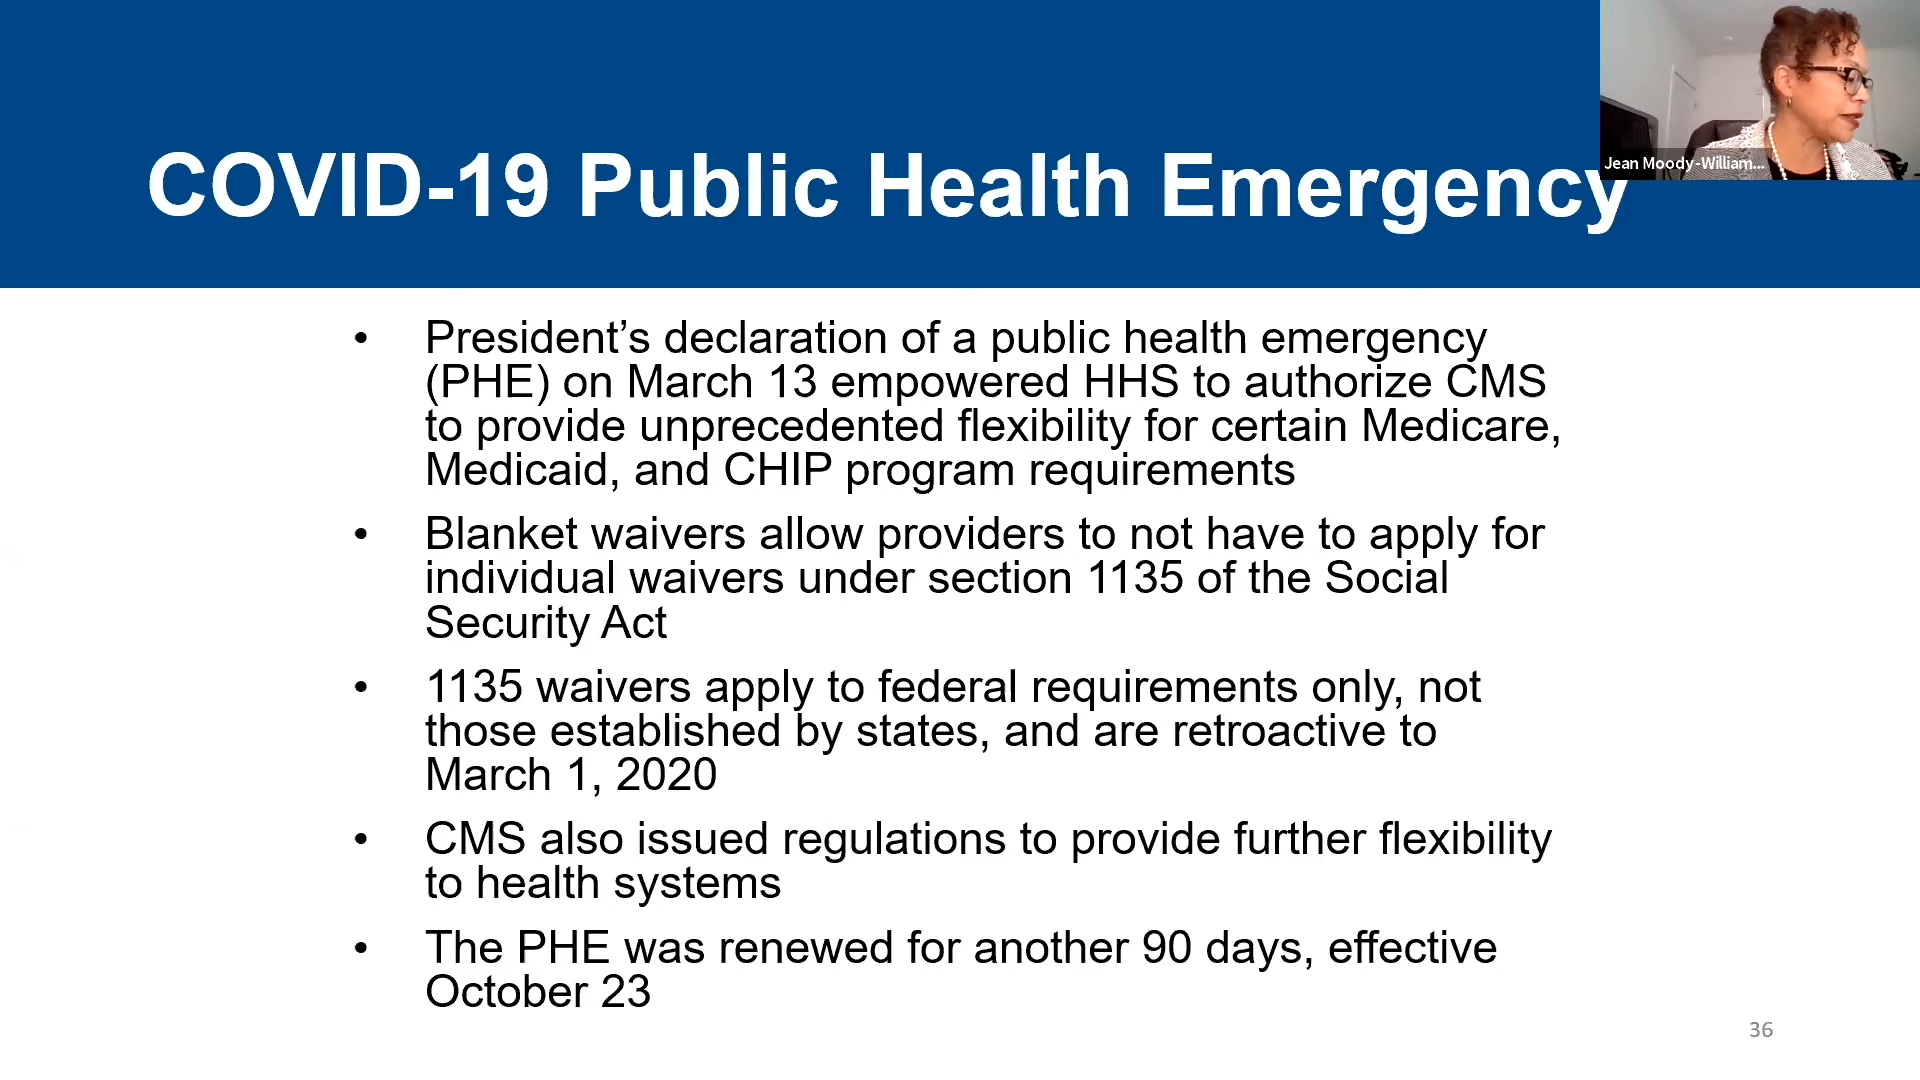 COVID-19 Public Health Emergency
Jean Moody-William...
• President’s declaration of a public health emergency
(PHE) on March 13 empowered HHS to authorize CMS
to provide unprecedented flexibility for certain Medicare,
Medicaid, and CHIP program requirements
• Blanket waivers allow providers to not have to apply for
individual waivers under section 1135 of the Social
Security Act
• 1135 waivers apply to federal requirements only, not
those established by states, and are retroactive to
March 1, 2020
• CMS also issued regulations to provide further flexibility
to health systems
• The PHE was renewed for another 90 days, effective
October 23
36